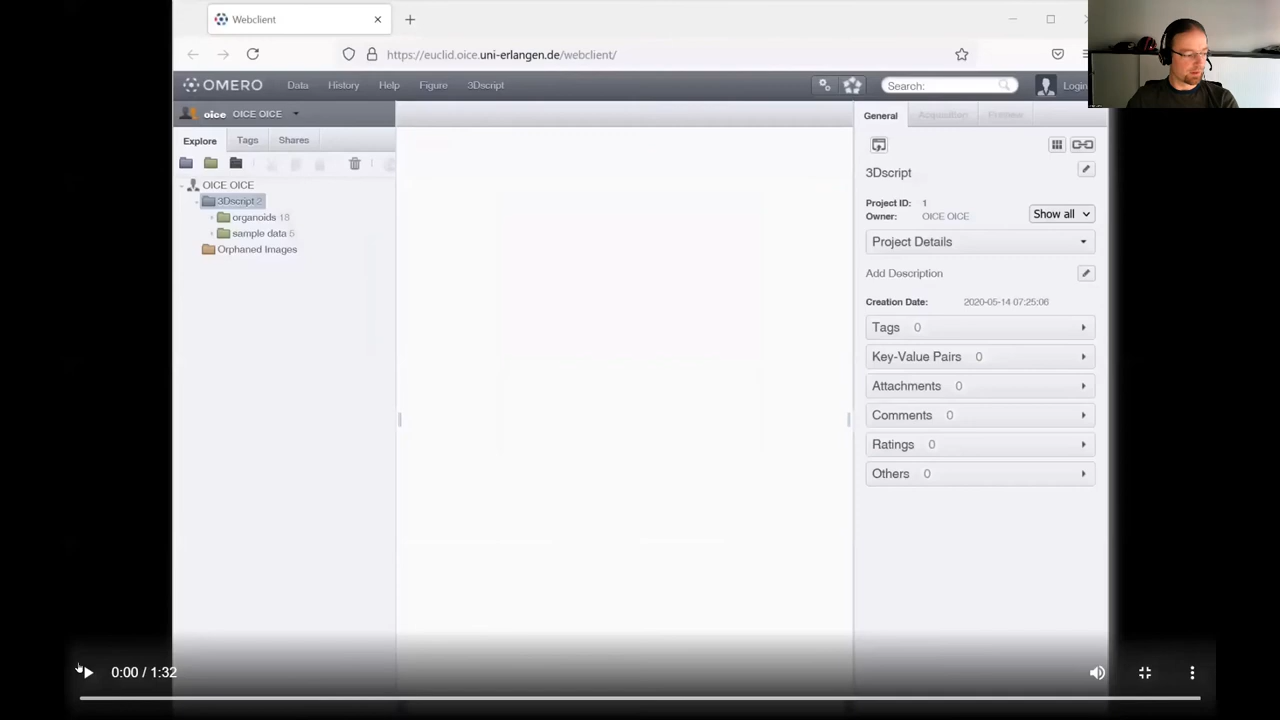 Webclient
https://euclid.oice.uni-erlangen.de/webclient/
OMERO Data History Help Figure 3Dscript Search: Login
oice OICE OICE
General Acquisition Preview
Explore Tags Shares
OICE OICE
3Dscript 2
organoids 18
sample data 5
Orphaned Images
3Dscript
Project ID: 1
Owner: OICE OICE
Show all
Project Details
Add Description
Creation Date: 2020-05-14 07:25:06
Tags 0
Key-Value Pairs 0
Attachments 0
Comments 0
Ratings 0
Others 0
0:00 / 1:32